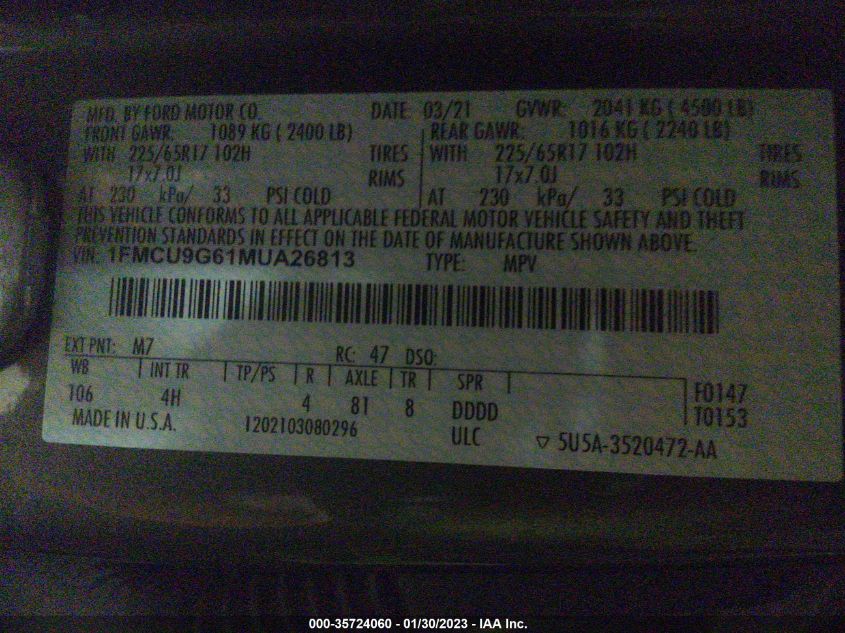 MFD. BY FORD MOTOR CO. DATE: 03/21 GVWR: 2041 KG ( 4500 LB)
FRONT GAWR: 1089 KG ( 2400 LB) REAR GAWR: 1016 KG ( 2240 LB)
WITH 225/65R17 102H TIRES WITH 225/65R17 102H TIRES
17x7.0J RIMS 17x7.0J RIMS
AT 230 kPa/ 33 PSI COLD AT 230 kPa/ 33 PSI COLD
THIS VEHICLE CONFORMS TO ALL APPLICABLE FEDERAL MOTOR VEHICLE SAFETY AND THEFT
PREVENTION STANDARDS IN EFFECT ON THE DATE OF MANUFACTURE SHOWN ABOVE.
VIN: 1FMCU9G61MUA26813 TYPE: MPV
EXT PNT: M7 RC: 47 DSO:
WB INT TR TP/PS R AXLE TR SPR
106 4H 4 81 8 DDDD F0147
T0153
MADE IN U.S.A. 1202103080296 ULC ▽ 5U5A-3520472-AA
000-35724060 - 01/30/2023 - IAA Inc.